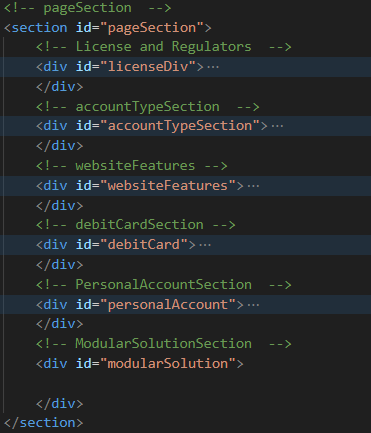 <!-- pageSection  -->
<section id="pageSection">
    <!-- License and Regulators  -->
    <div id="licenseDiv">···
    </div>
    <!-- accountTypeSection  -->
    <div id="accountTypeSection">···
    </div>
    <!-- websiteFeatures -->
    <div id="websiteFeatures">···
    </div>
    <!-- debitCardSection -->
    <div id="debitCard">···
    </div>
    <!-- PersonalAccountSection  -->
    <div id="personalAccount">···
    </div>
    <!-- ModularSolutionSection  -->
    <div id="modularSolution">

    </div>
</section>